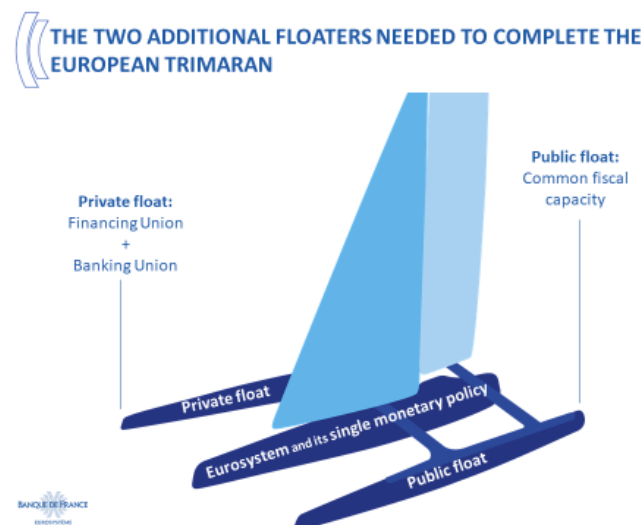 THE TWO ADDITIONAL FLOATERS NEEDED TO COMPLETE THE
EUROPEAN TRIMARAN
Private float:
Financing Union
+
Banking Union
Public float:
Common fiscal
capacity
Private float
Eurosystem and its single monetary policy
Public float
BANQUE DE FRANCE
EUROSYSTÈME